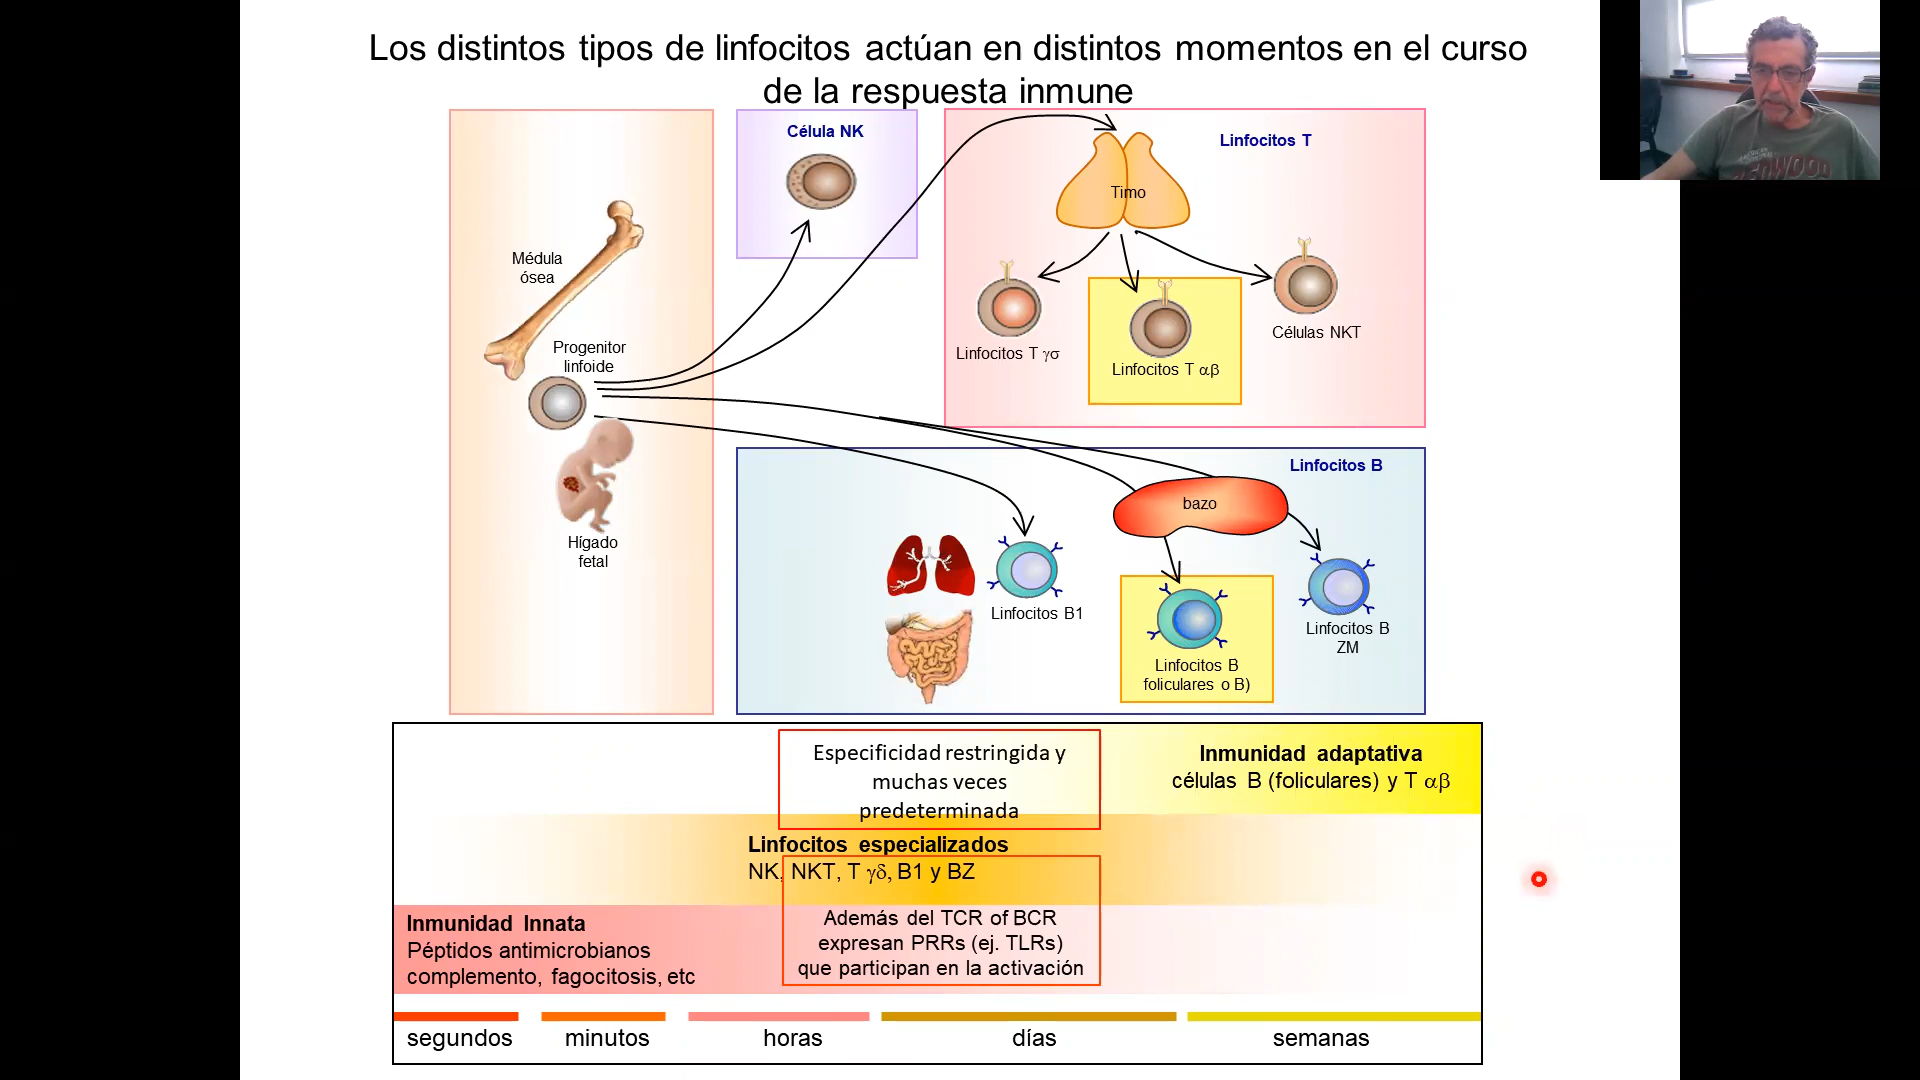 Los distintos tipos de linfocitos actúan en distintos momentos en el curso
de la respuesta inmune
Médula
ósea
Progenitor
linfoide
Hígado
fetal
Célula NK
Linfocitos T
Timo
Linfocitos T γσ
Linfocitos T αβ
Células NKT
Linfocitos B
bazo
Linfocitos B1
Linfocitos B
foliculares o B)
Linfocitos B
ZM
Especificidad restringida y
muchas veces
predeterminada
Inmunidad adaptativa
células B (foliculares) y T αβ
Linfocitos especializados
NK, NKT, T γδ, B1 y BZ
Inmunidad Innata
Péptidos antimicrobianos
complemento, fagocitosis, etc
Además del TCR of BCR
expresan PRRs (ej. TLRs)
que participan en la activación
segundos
minutos
horas
días
semanas